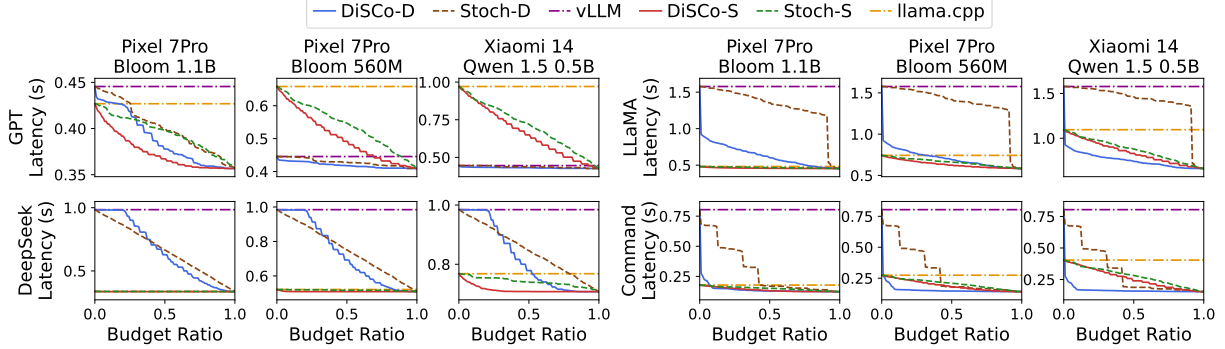 DiSCo-D Stoch-D vLLM DiSCo-S Stoch-S llama.cpp
Pixel 7Pro
Bloom 1.1B
Pixel 7Pro
Bloom 560M
Xiaomi 14
Qwen 1.5 0.5B
Pixel 7Pro
Bloom 1.1B
Pixel 7Pro
Bloom 560M
Xiaomi 14
Qwen 1.5 0.5B
GPT
Latency (s)
0.45
0.40
0.35
0.6
0.5
0.4
1.00
0.75
0.50
LLaMA
Latency (s)
1.5
1.0
0.5
1.5
1.0
0.5
1.5
1.0
DeepSeek
Latency (s)
1.0
0.5
1.0
0.8
0.6
1.0
0.8
Command
Latency (s)
0.75
0.50
0.25
0.75
0.50
0.25
0.75
0.50
0.25
0.0 0.5 1.0
0.0 0.5 1.0
0.0 0.5 1.0
0.0 0.5 1.0
0.0 0.5 1.0
0.0 0.5 1.0
Budget Ratio
Budget Ratio
Budget Ratio
Budget Ratio
Budget Ratio
Budget Ratio